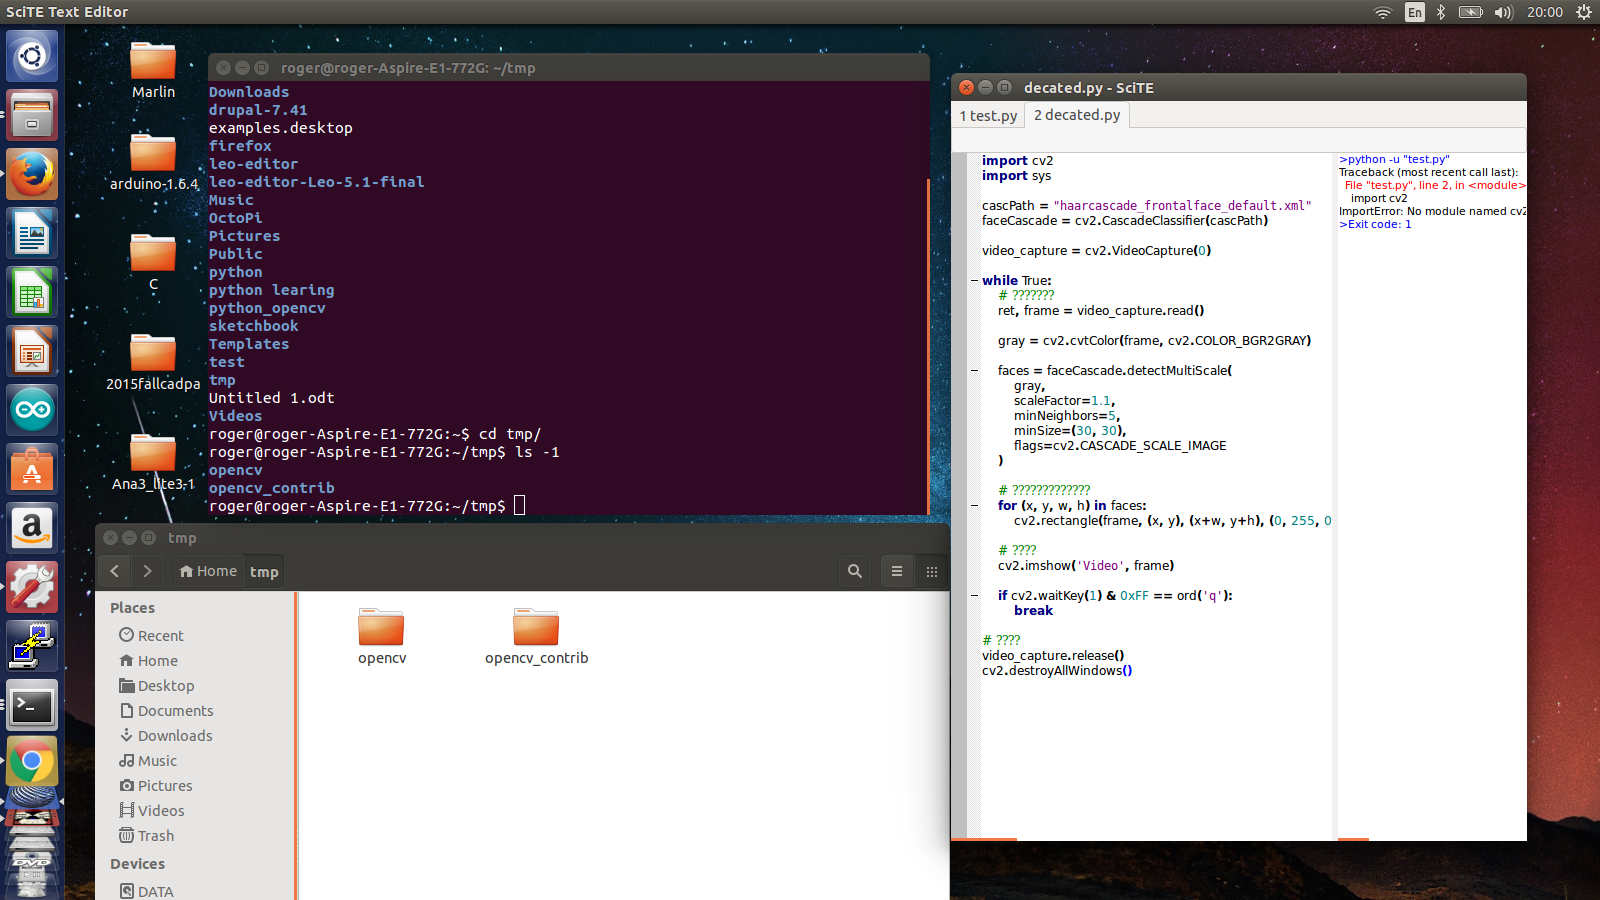 SciTE Text Editor
En
20:00
Marlin
arduino-1.6.4
C
2015fallcadpa
Ana3_lite3-1
roger@roger-Aspire-E1-772G: ~/tmp
Downloads
drupal-7.41
examples.desktop
firefox
leo-editor
leo-editor-Leo-5.1-final
Music
OctoPi
Pictures
Public
python
python learing
python_opencv
sketchbook
Templates
test
tmp
Untitled 1.odt
Videos
roger@roger-Aspire-E1-772G:~$ cd tmp/
roger@roger-Aspire-E1-772G:~/tmp$ ls -1
opencv
opencv_contrib
roger@roger-Aspire-E1-772G:~/tmp$
tmp
Home
tmp
Places
Recent
Home
Desktop
Documents
Downloads
Music
Pictures
Videos
Trash
Devices
DATA
opencv
opencv_contrib
decated.py - SciTE
1 test.py
2 decated.py
import cv2
import sys
cascPath = "haarcascade_frontalface_default.xml"
faceCascade = cv2.CascadeClassifier(cascPath)
video_capture = cv2.VideoCapture(0)
while True:
# ???????
ret, frame = video_capture.read()
gray = cv2.cvtColor(frame, cv2.COLOR_BGR2GRAY)
faces = faceCascade.detectMultiScale(
gray,
scaleFactor=1.1,
minNeighbors=5,
minSize=(30, 30),
flags=cv2.CASCADE_SCALE_IMAGE
)
# ?????????????
for (x, y, w, h) in faces:
cv2.rectangle(frame, (x, y), (x+w, y+h), (0, 255, 0
# ????
cv2.imshow('Video', frame)
if cv2.waitKey(1) & 0xFF == ord('q'):
break
# ????
video_capture.release()
cv2.destroyAllWindows()
>python -u "test.py"
Traceback (most recent call last):
File "test.py", line 2, in <module>
import cv2
ImportError: No module named cv2
>Exit code: 1
DVD